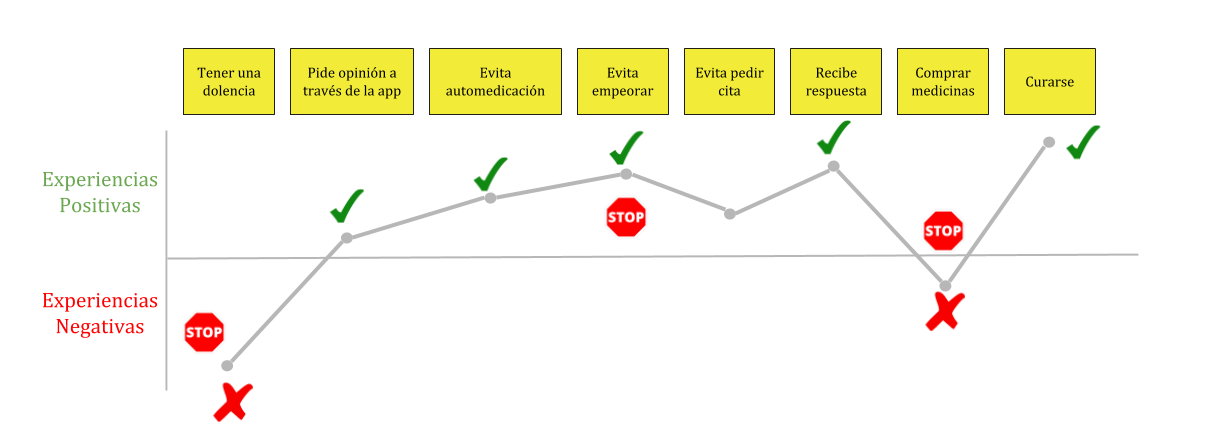 Tener una
dolencia
Pide opinión a
través de la app
Evita
automedicación
Evita
empeorar
Evita pedir
cita
Recibe
respuesta
Comprar
medicinas
Curarse
Experiencias
Positivas
STOP
STOP
Experiencias
Negativas
STOP